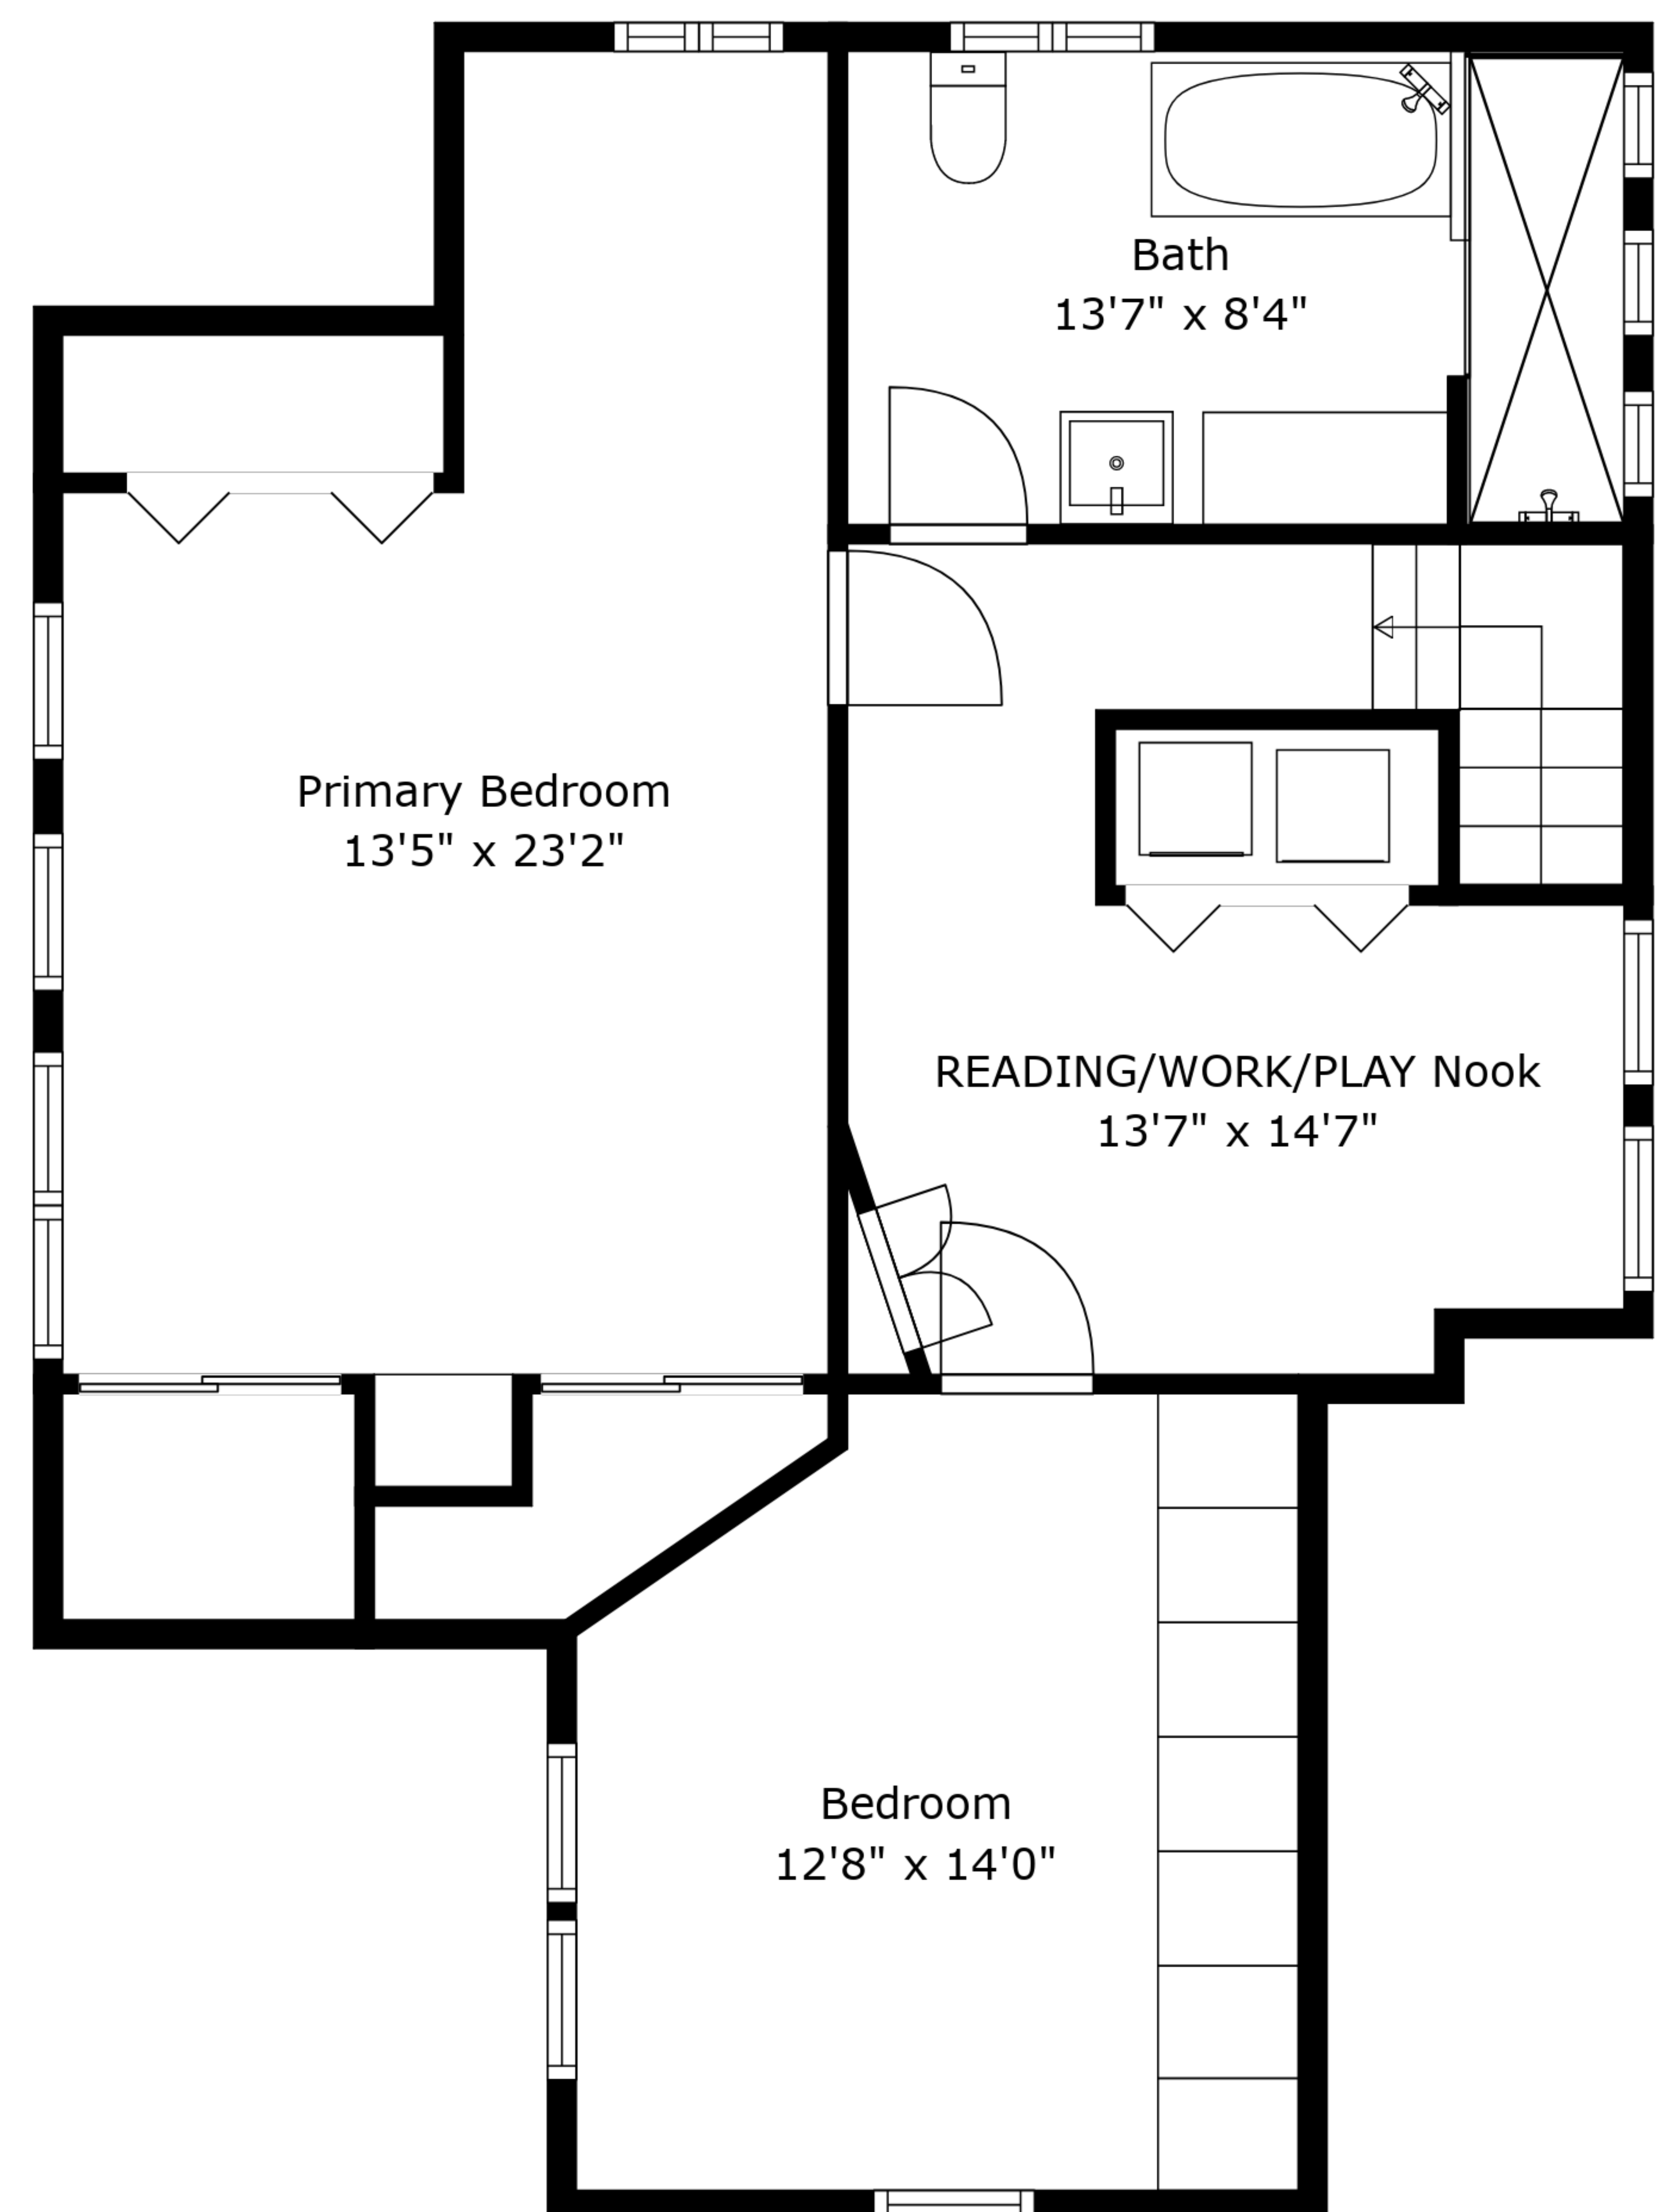 Bath
13'7" x 8'4"
Primary Bedroom
13'5" x 23'2"
READING/WORK/PLAY Nook
13'7" x 14'7"
Bedroom
12'8" x 14'0"